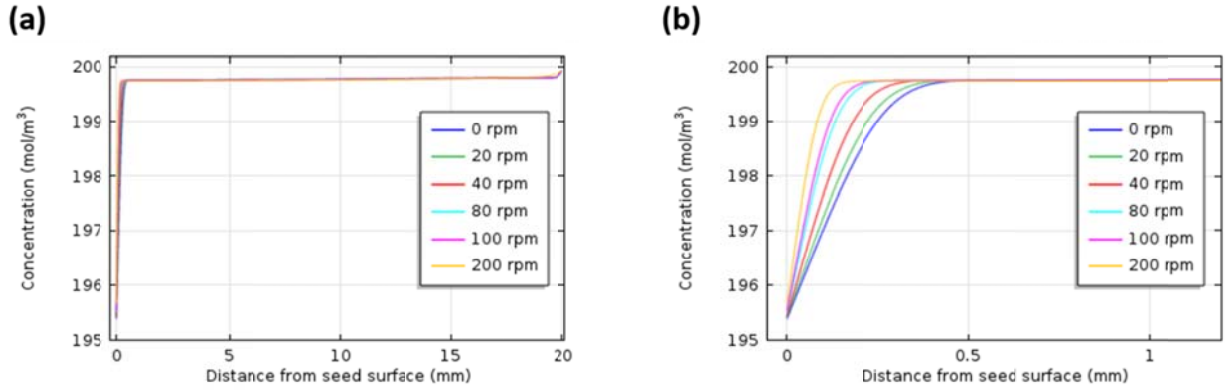 (a)
Concentration (mol/m³)
200
199
198
197
196
195
0 5 10 15 20
Distance from seed surface (mm)
0 rpm
20 rpm
40 rpm
80 rpm
100 rpm
200 rpm
(b)
Concentration (mol/m³)
200
199
198
197
196
195
0 0.5 1
Distance from seed surface (mm)
0 rpm
20 rpm
40 rpm
80 rpm
100 rpm
200 rpm